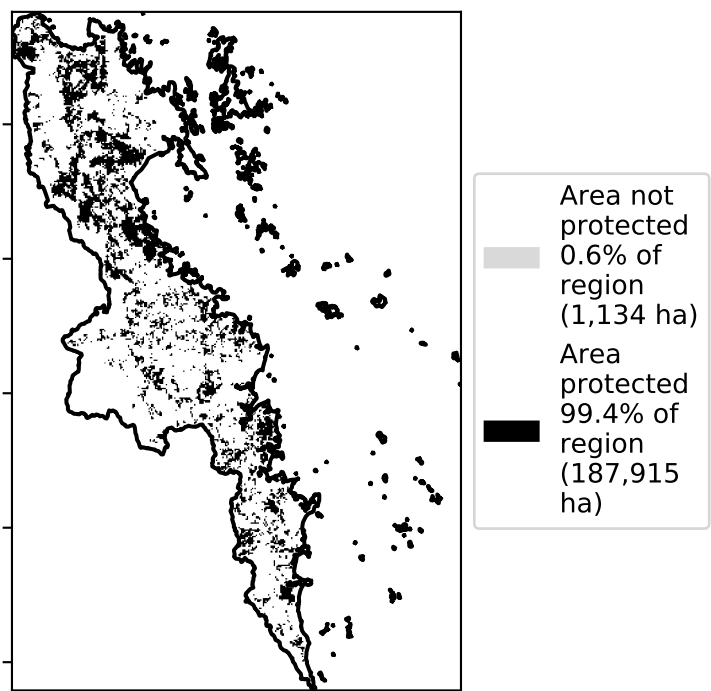 Area not
protected
0.6% of
region
(1,134 ha)
Area
protected
99.4% of
region
(187,915
ha)